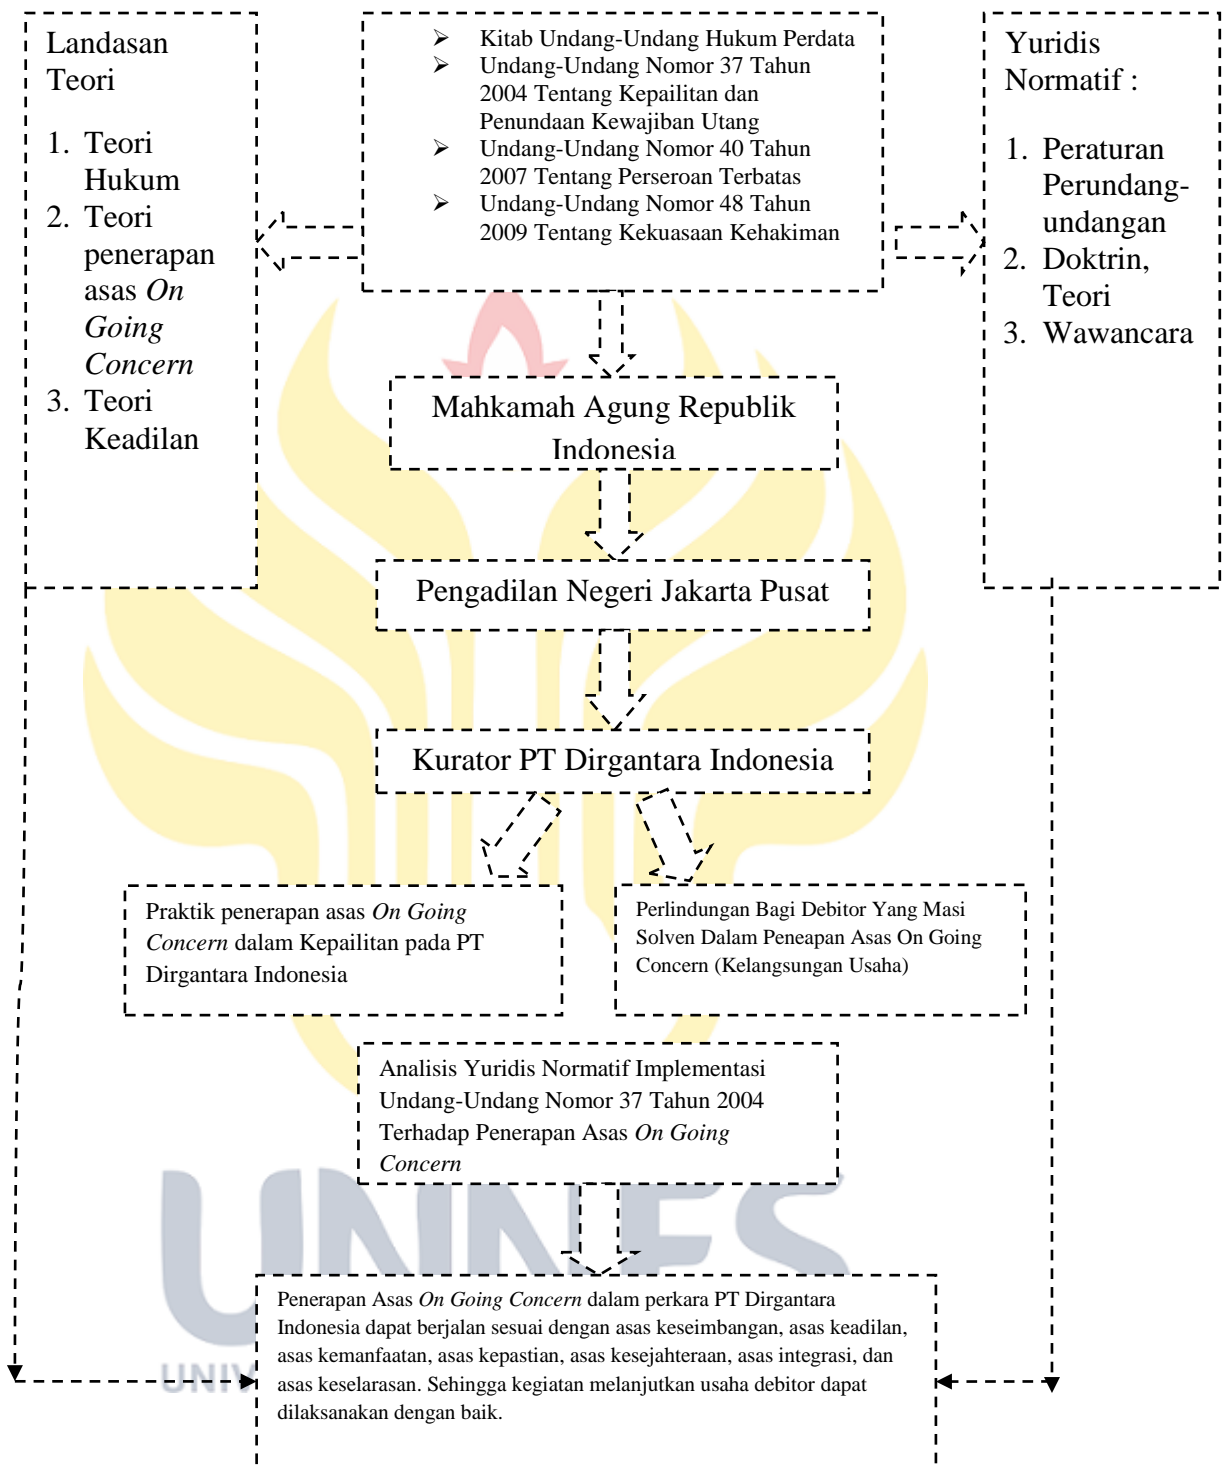 Landasan
Teori
1. Teori
Hukum
2. Teori
penerapan
asas On
Going
Concern
3. Teori
Keadilan
➢ Kitab Undang-Undang Hukum Perdata
➢ Undang-Undang Nomor 37 Tahun
2004 Tentang Kepailitan dan
Penundaan Kewajiban Utang
➢ Undang-Undang Nomor 40 Tahun
2007 Tentang Perseroan Terbatas
➢ Undang-Undang Nomor 48 Tahun
2009 Tentang Kekuasaan Kehakiman
Yuridis
Normatif :
1. Peraturan
Perundang-
undangan
2. Doktrin,
Teori
3. Wawancara
Mahkamah Agung Republik
Indonesia
Pengadilan Negeri Jakarta Pusat
Kurator PT Dirgantara Indonesia
Praktik penerapan asas On Going
Concern dalam Kepailitan pada PT
Dirgantara Indonesia
Perlindungan Bagi Debitor Yang Masi
Solven Dalam Peneapan Asas On Going
Concern (Kelangsungan Usaha)
Analisis Yuridis Normatif Implementasi
Undang-Undang Nomor 37 Tahun 2004
Terhadap Penerapan Asas On Going
Concern
UNNES
Penerapan Asas On Going Concern dalam perkara PT Dirgantara
Indonesia dapat berjalan sesuai dengan asas keseimbangan, asas keadilan,
asas kemanfaatan, asas kepastian, asas kesejahteraan, asas integrasi, dan
asas keselarasan. Sehingga kegiatan melanjutkan usaha debitor dapat
dilaksanakan dengan baik.